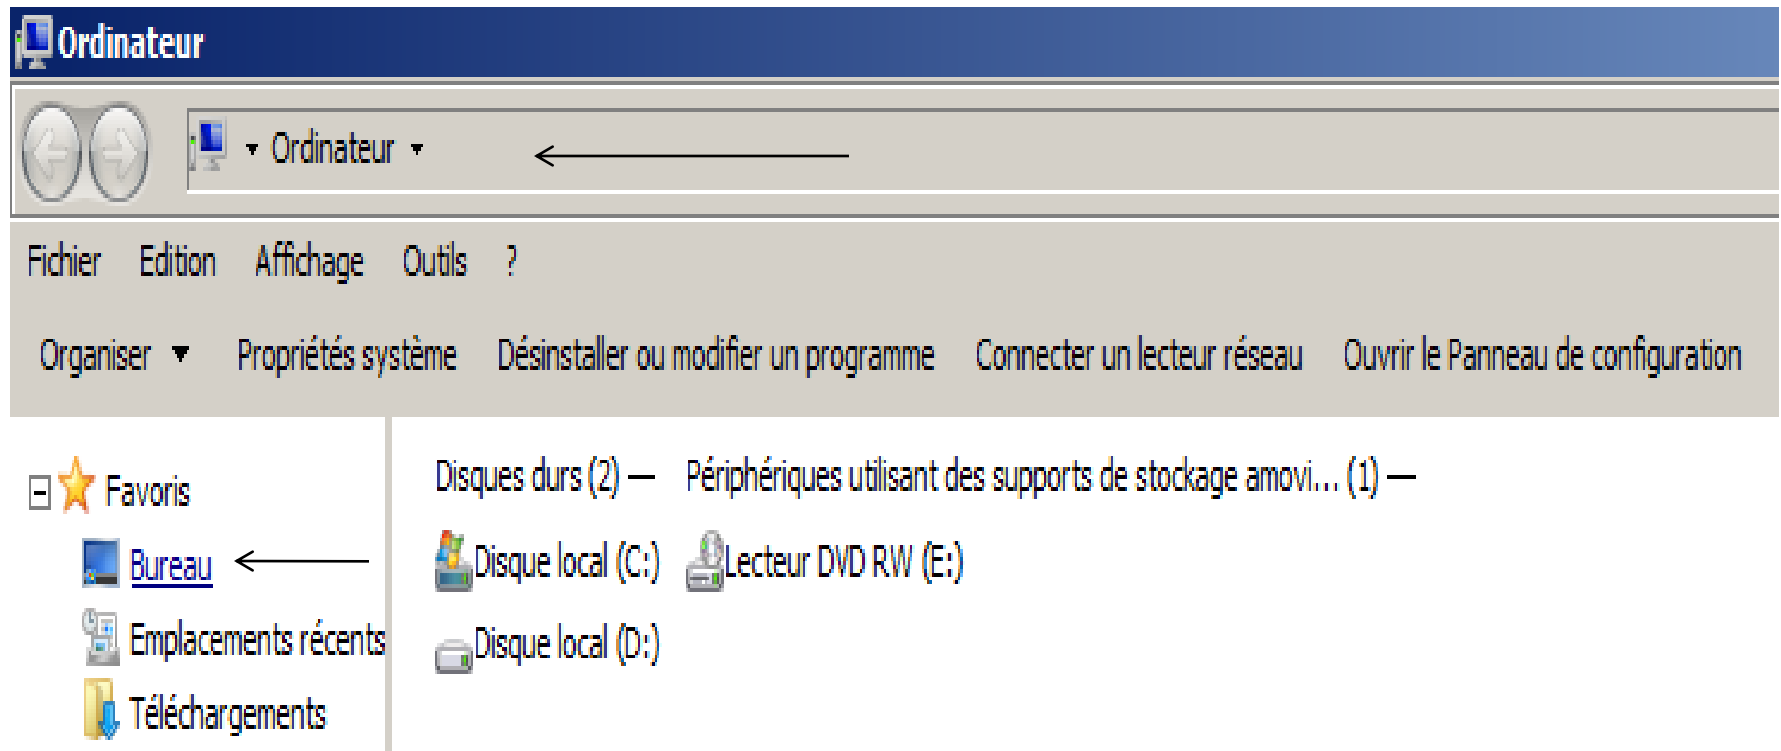 Ordinateur
Ordinateur
Fichier Edition Affichage Outils ?
Organiser Propriétés système Désinstaller ou modifier un programme Connecter un lecteur réseau Ouvrir le Panneau de configuration
Favoris
Bureau
Emplacements récents
Téléchargements
Disques durs (2) — Périphériques utilisant des supports de stockage amovi... (1) —
Disque local (C:) Lecteur DVD RW (E:)
Disque local (D:)